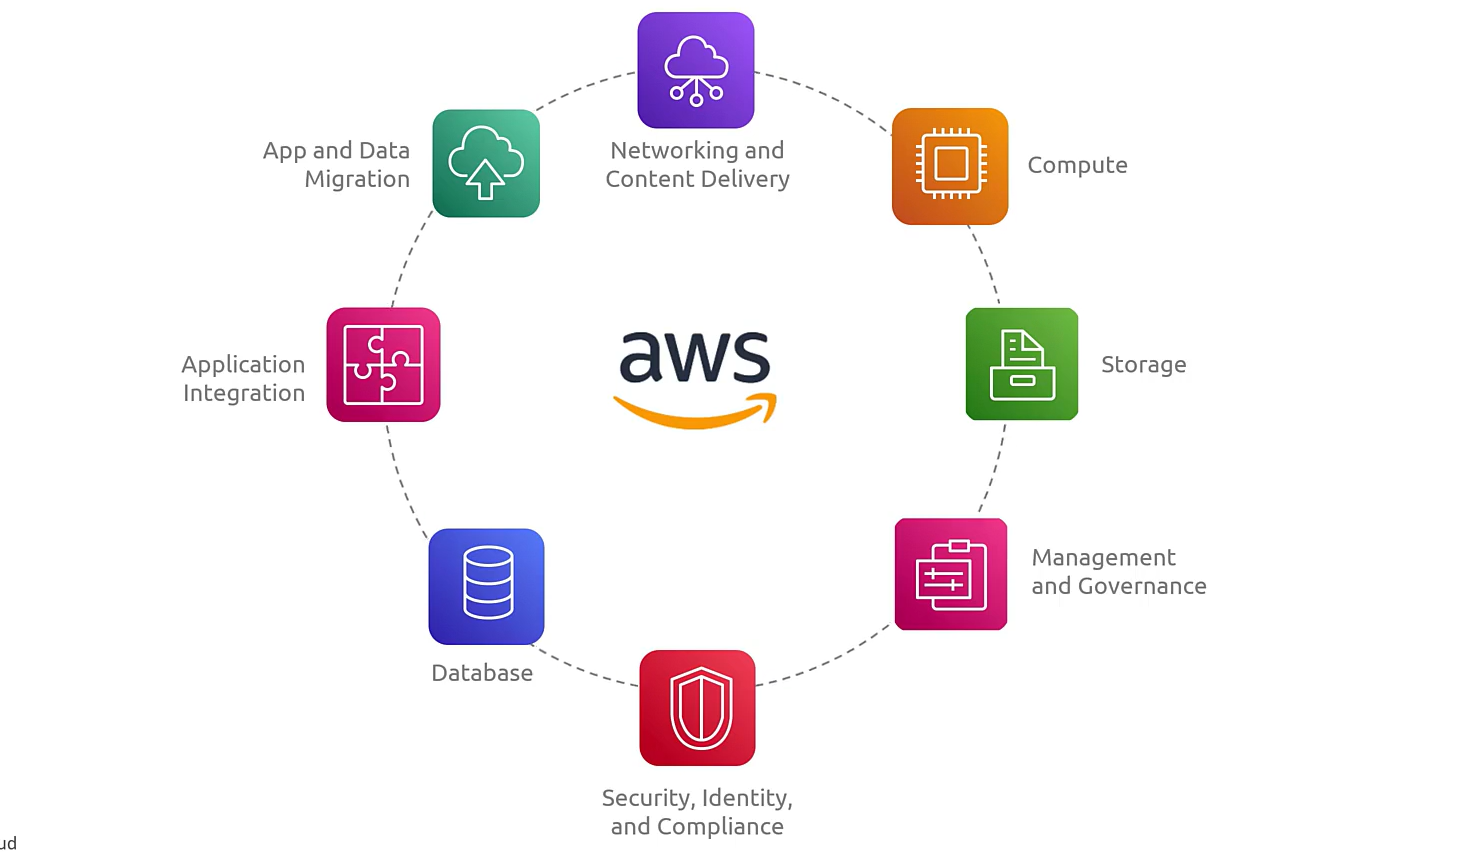 Networking and
Content Delivery
Compute
Storage
Management
and Governance
Security, Identity,
and Compliance
Database
Application
Integration
App and Data
Migration
aws
ud